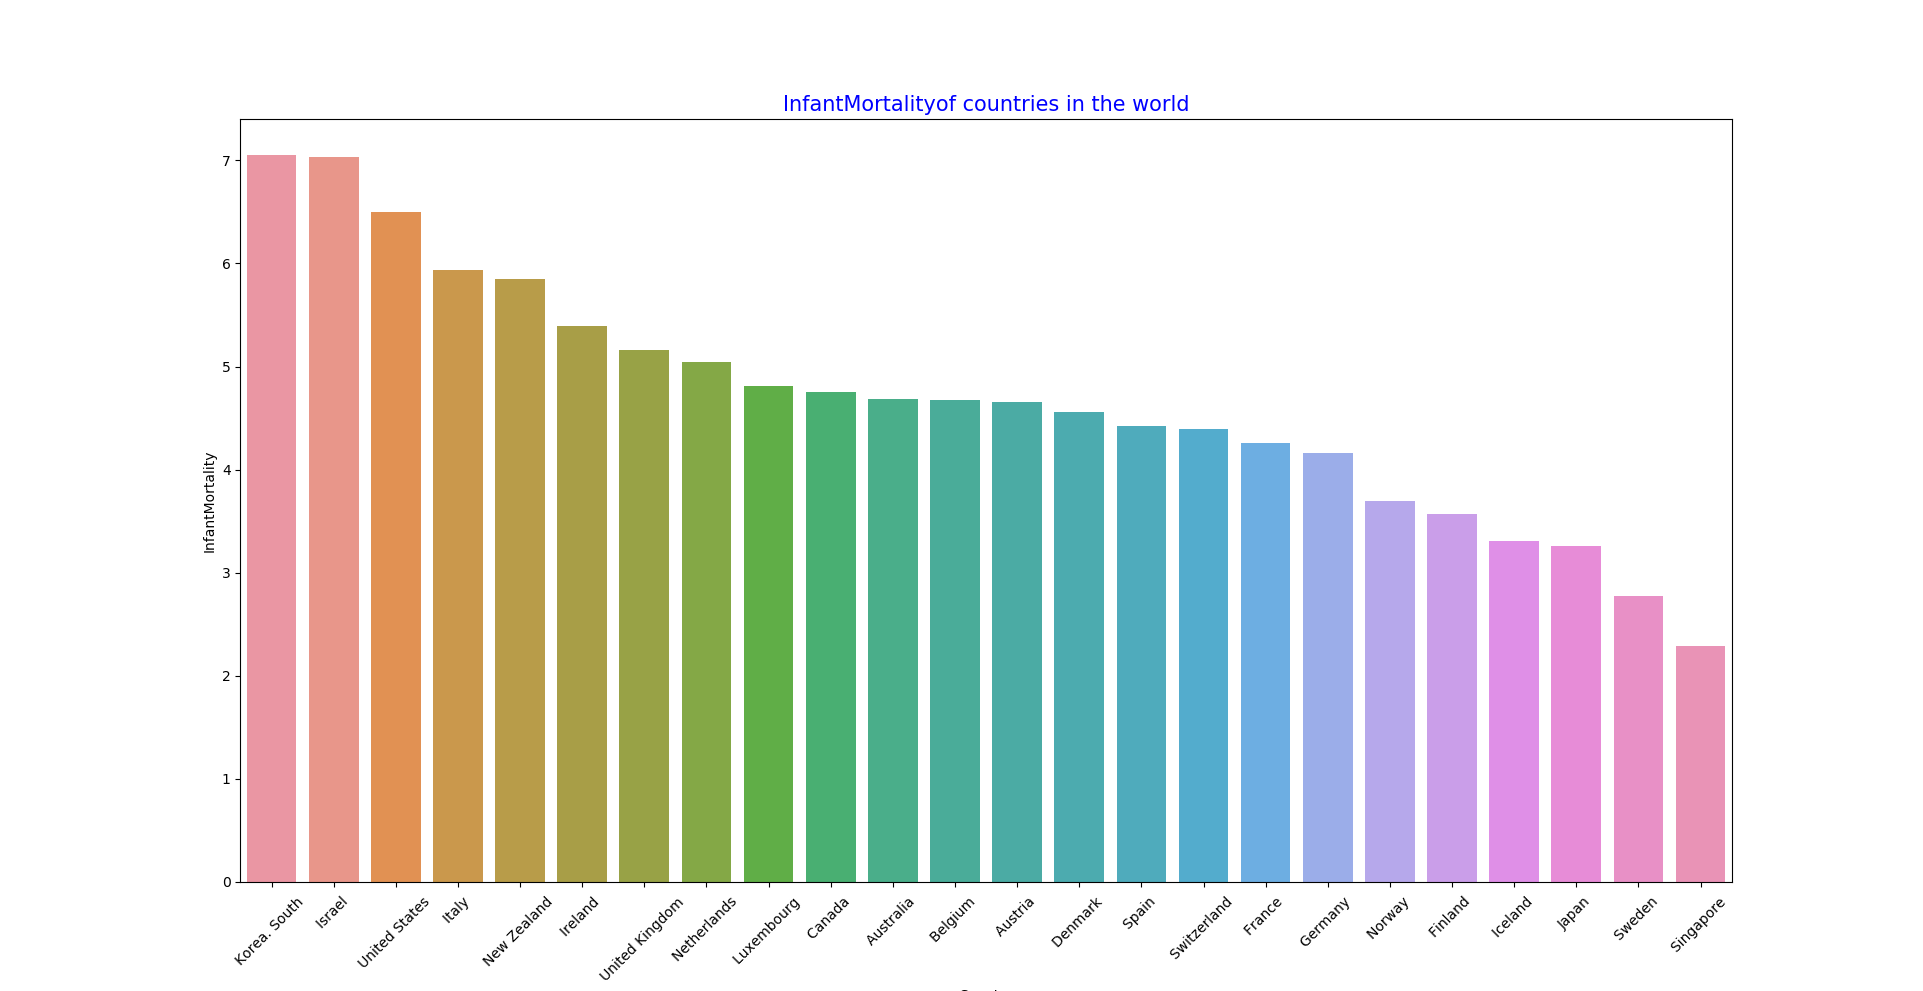 InfantMortalityof countries in the world
InfantMortality
7
6
5
4
3
2
1
0
Korea. South
Israel
United States
Italy
New Zealand
Ireland
United Kingdom
Netherlands
Luxembourg
Canada
Australia
Belgium
Austria
Denmark
Spain
Switzerland
France
Germany
Norway
Finland
Iceland
Japan
Sweden
Singapore